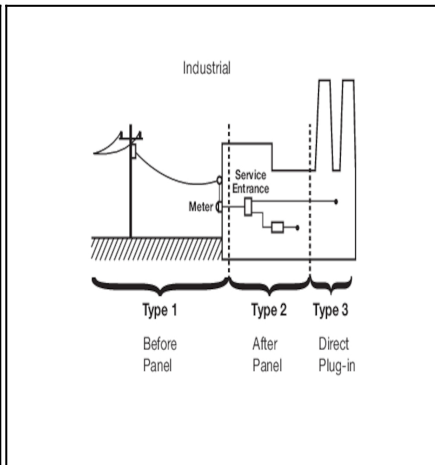 Industrial
Service
Entrance
Meter
Type 1
Type 2
Type 3
Before
Panel
After
Panel
Direct
Plug-in